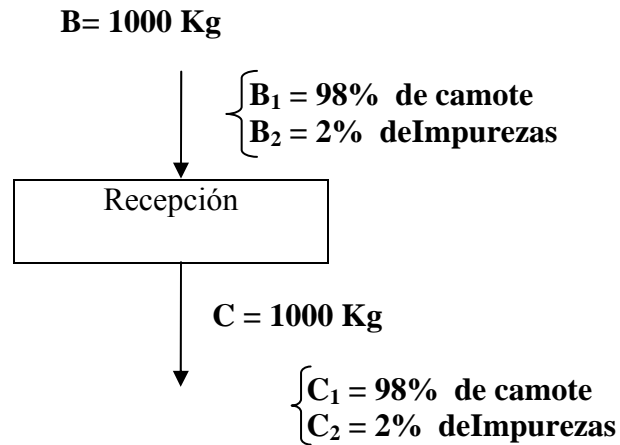 B= 1000 Kg
B₁ = 98% de camote
B₂ = 2% deImpurezas
Recepción
C = 1000 Kg
C₁ = 98% de camote
C₂ = 2% deImpurezas